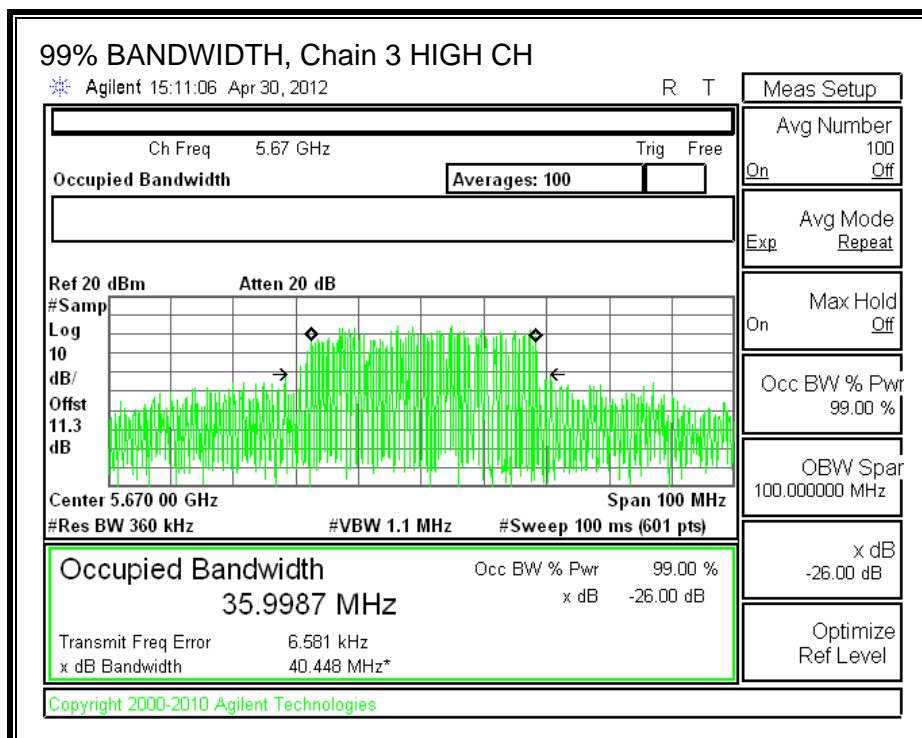 99% BANDWIDTH, Chain 3 HIGH CH
Agilent 15:11:06 Apr 30, 2012 R T
Ch Freq 5.67 GHz Trig Free
Occupied Bandwidth Averages: 100
Ref 20 dBm Atten 20 dB
#Samp
Log
10
dB/
Offst
11.3
dB
Center 5.670 00 GHz Span 100 MHz
#Res BW 360 kHz #VBW 1.1 MHz #Sweep 100 ms (601 pts)
Occupied Bandwidth Occ BW % Pwr 99.00 %
35.9987 MHz x dB -26.00 dB
Transmit Freq Error 6.581 kHz
x dB Bandwidth 40.448 MHz*
Copyright 2000-2010 Agilent Technologies
Meas Setup
Avg Number
100
On Off
Avg Mode
Exp Repeat
Max Hold
On Off
Occ BW % Pwr
99.00 %
OBW Span
100.000000 MHz
x dB
-26.00 dB
Optimize
Ref Level